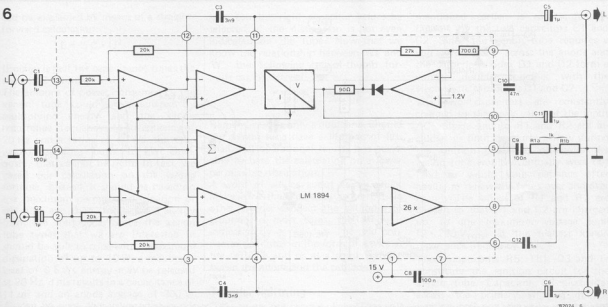 6
C3
3n9
C5
1µ
L
12
11
20k
27k
700 Ω
9
L
C1
1µ
13
20k
V
I
90Ω
C10
47n
1.2V
10
C11
1µ
C7
100µ
14
Σ
5
C9
100n
1k
R1a
R1b
LM 1894
R
C2
1µ
2
20k
26 x
8
20k
6
C12
1n
3
4
15 V
1
7
C8
100n
C4
3n9
C6
1µ
R